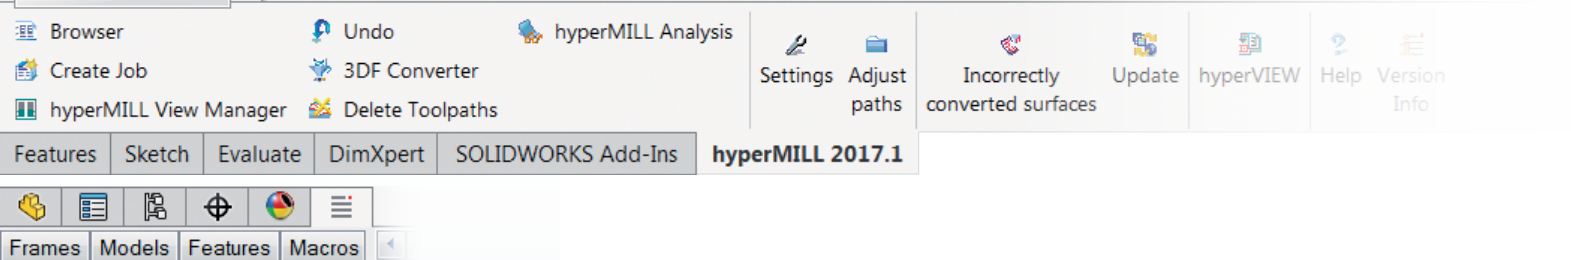 Browser Undo hyperMILL Analysis
Create Job 3DF Converter Settings Adjust paths Incorrectly converted surfaces Update hyperVIEW Help Version Info
hyperMILL View Manager Delete Toolpaths
Features Sketch Evaluate DimXpert SOLIDWORKS Add-Ins hyperMILL 2017.1
Frames Models Features Macros